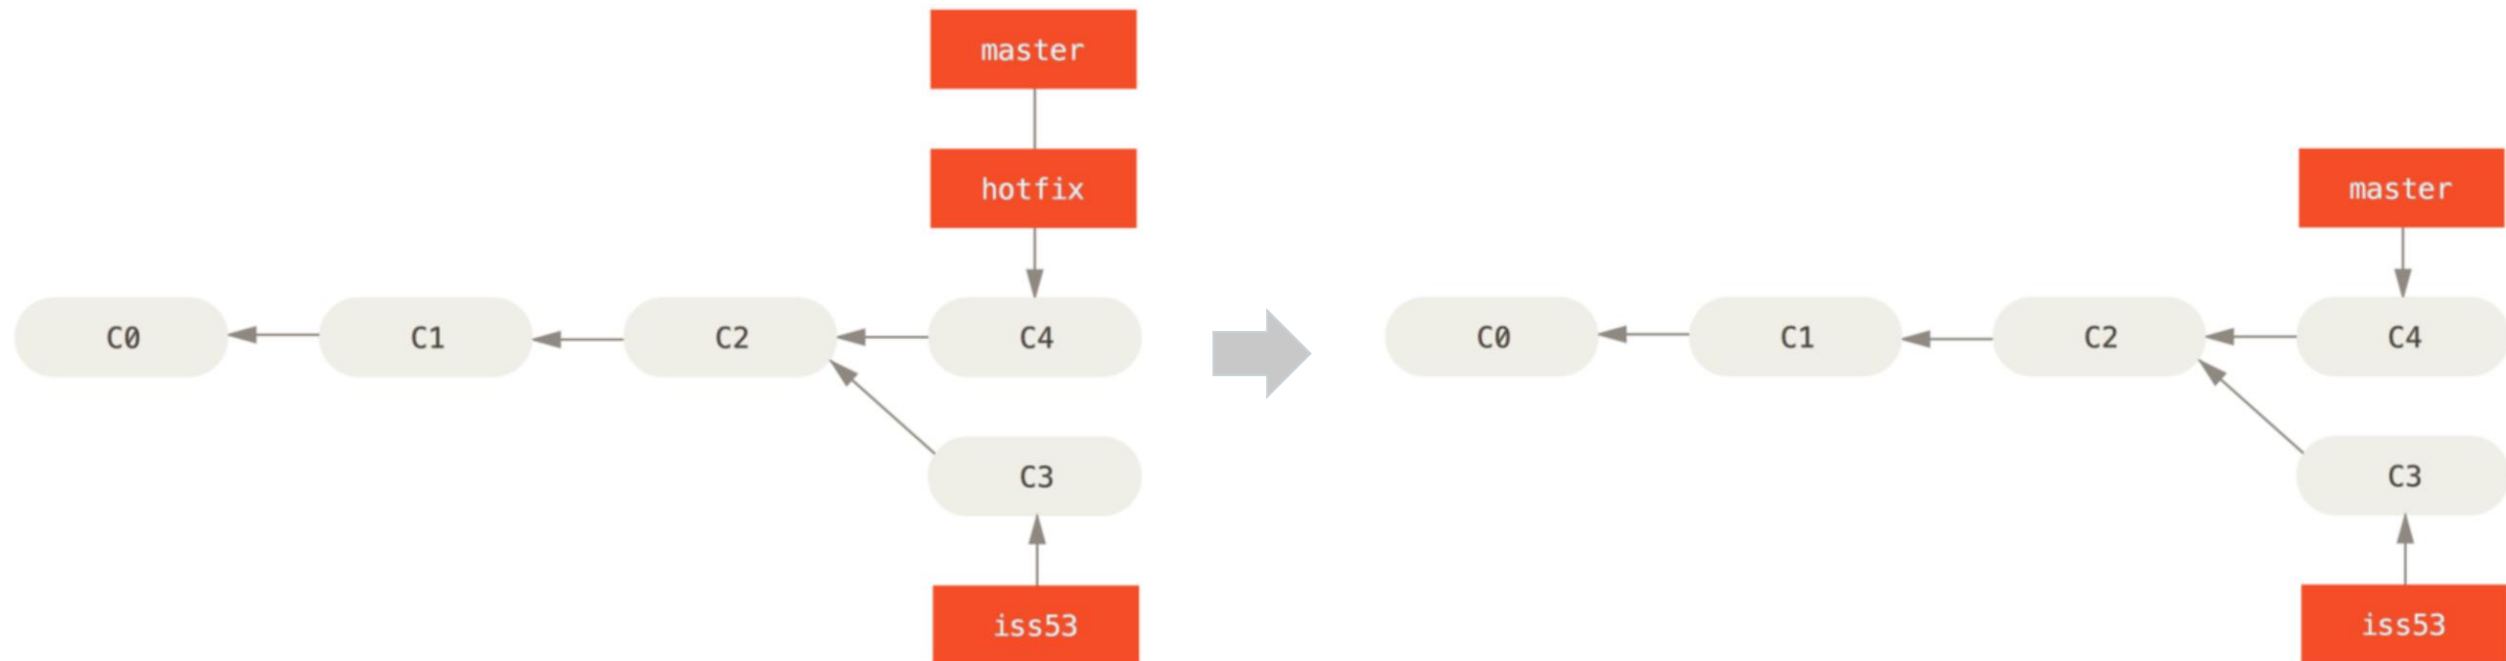 master
hotfix
master
C0 C1 C2 C4 C0 C1 C2 C4
C3 C3
iss53 iss53